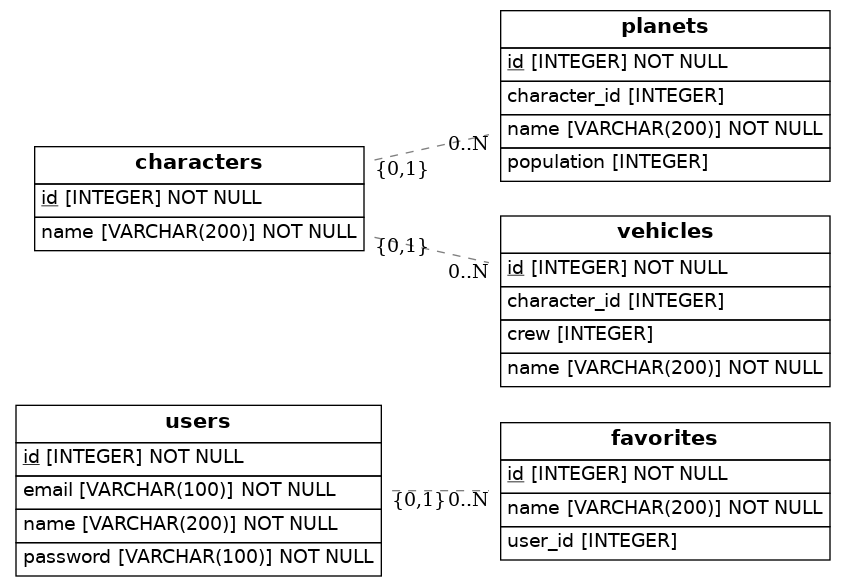 planets
id [INTEGER] NOT NULL
character_id [INTEGER]
name [VARCHAR(200)] NOT NULL
population [INTEGER]
characters
id [INTEGER] NOT NULL
name [VARCHAR(200)] NOT NULL
0..N
{0,1}
{0,1}
0..N
vehicles
id [INTEGER] NOT NULL
character_id [INTEGER]
crew [INTEGER]
name [VARCHAR(200)] NOT NULL
users
id [INTEGER] NOT NULL
email [VARCHAR(100)] NOT NULL
name [VARCHAR(200)] NOT NULL
password [VARCHAR(100)] NOT NULL
{0,1}
0..N
favorites
id [INTEGER] NOT NULL
name [VARCHAR(200)] NOT NULL
user_id [INTEGER]